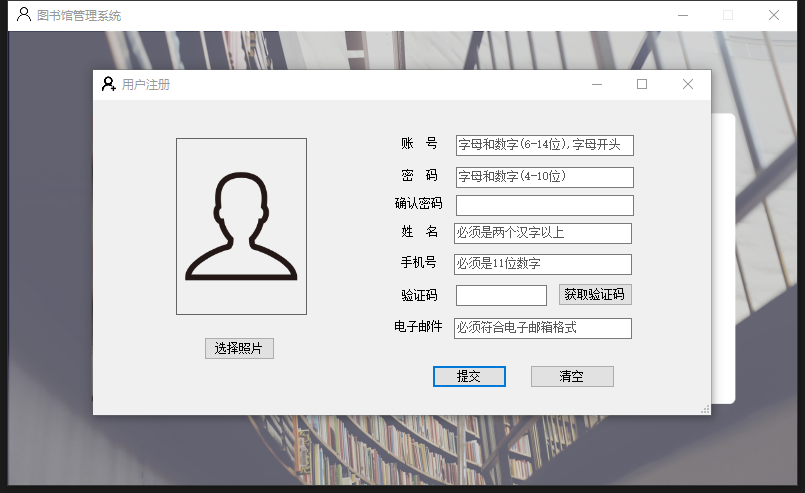 图书馆管理系统
用户注册
账 号 字母和数字(6-14位),字母开头
密 码 字母和数字(4-10位)
确认密码
姓 名 必须是两个汉字以上
手机号 必须是11位数字
验证码 获取验证码
电子邮件 必须符合电子邮箱格式
选择照片
提交 清空